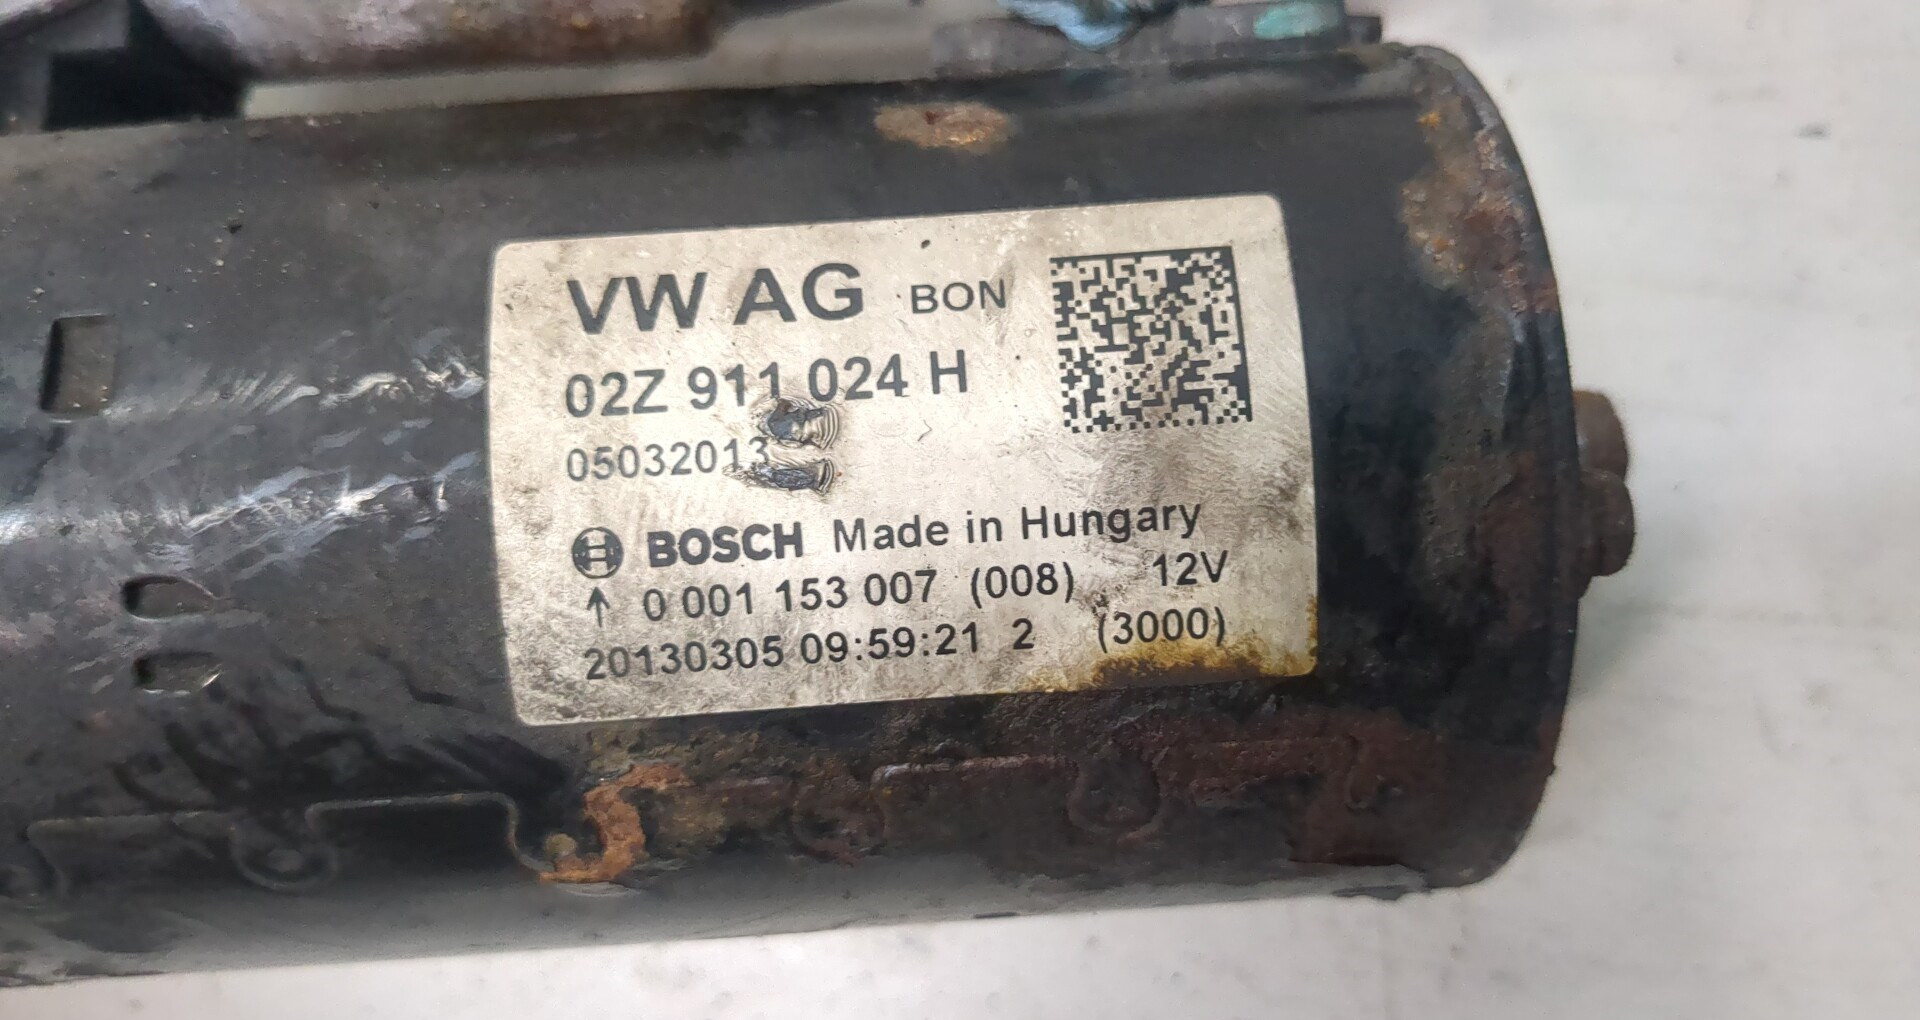 VW AG BON
02Z 911 024 H
05032013
BOSCH Made in Hungary
↑ 0 001 153 007 (008) 12V
20130305 09:59:21 2 (3000)